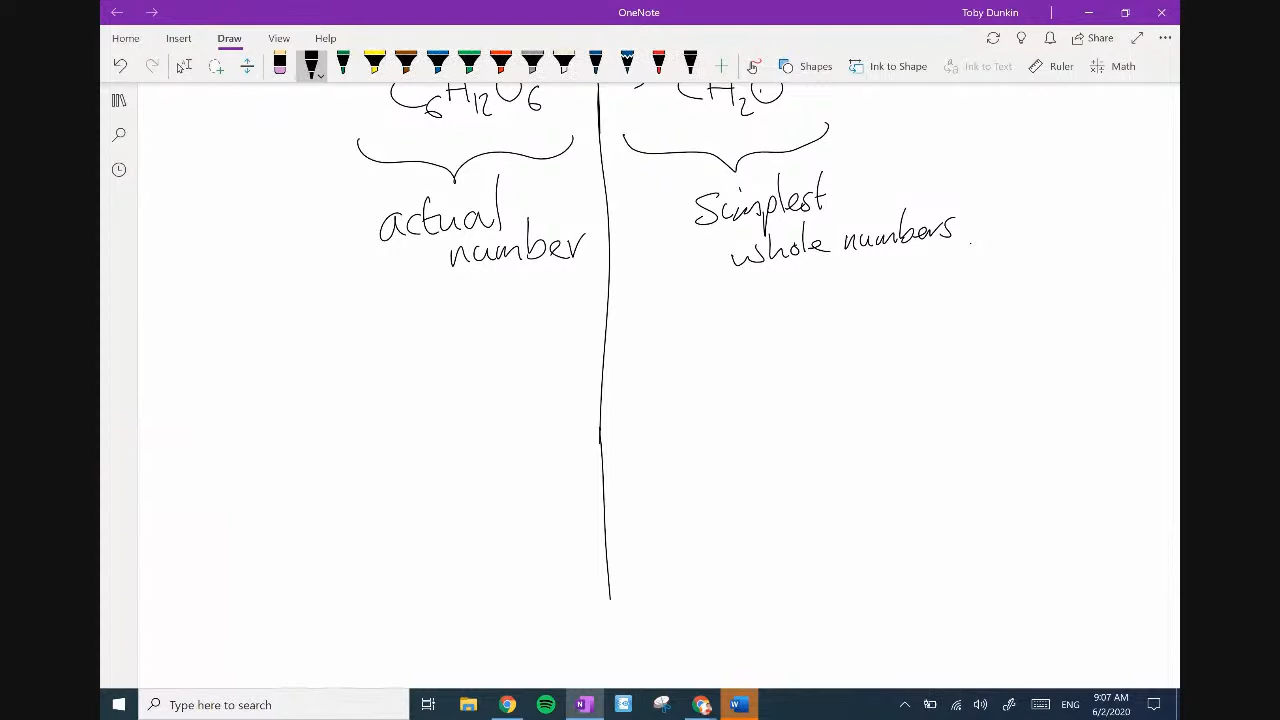 OneNote
Toby Dunkin
Home Insert Draw View Help
Share
Shapes Ink to Shape Ink to Text Ruler Math
C6H12O6
CH2O
actual
number
simplest
whole numbers.
Type here to search
ENG
9:07 AM
6/2/2020